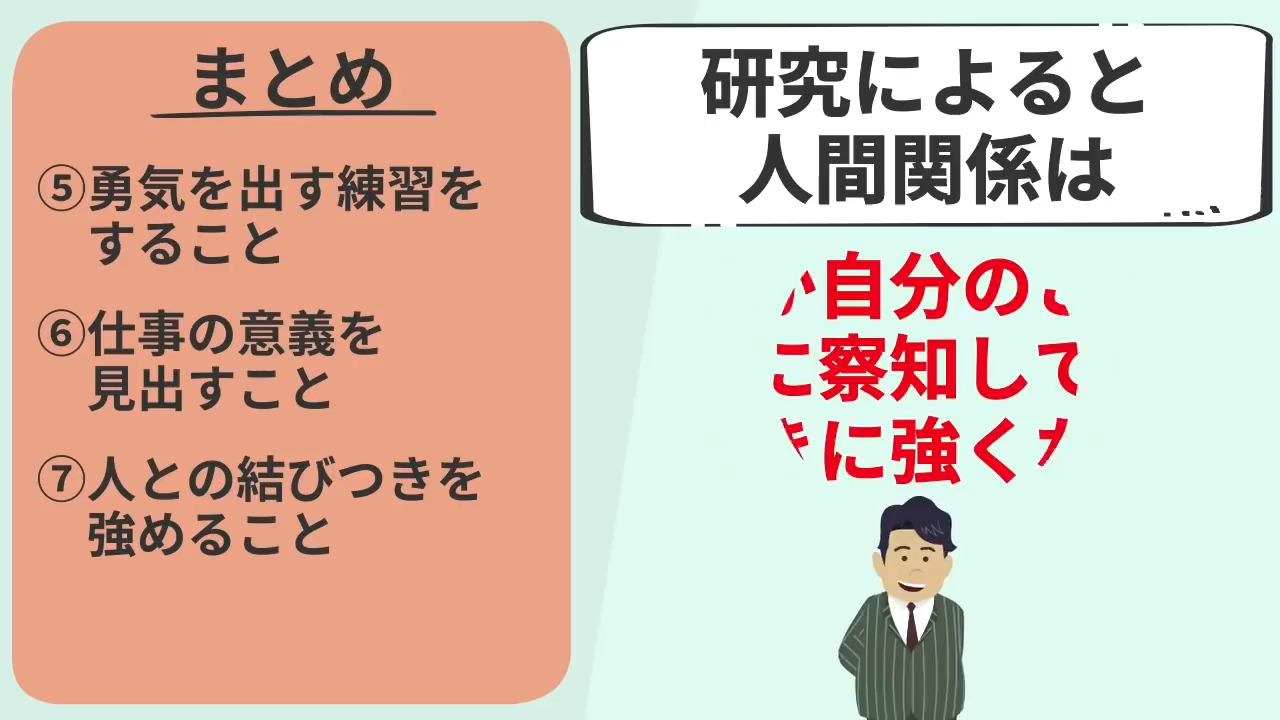 まとめ
⑤勇気を出す練習を
すること
⑥仕事の意義を
見出すこと
⑦人との結びつきを
強めること
研究によると
人間関係は
自分の
に察知して
に強く